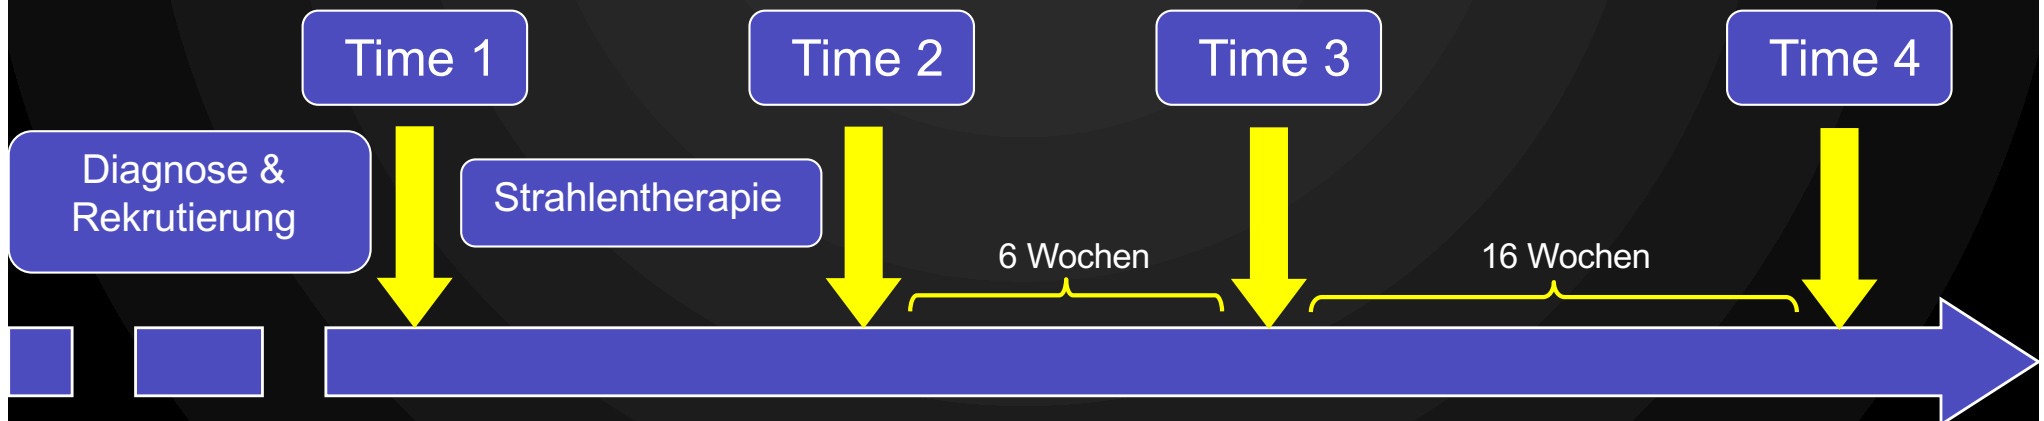 Time 1
Time 2
Time 3
Time 4
Diagnose &
Rekrutierung
Strahlentherapie
6 Wochen
16 Wochen